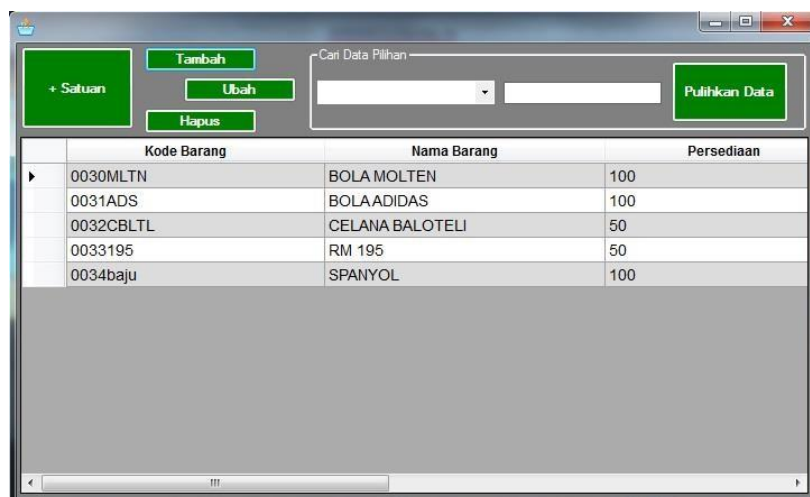 + Satuan
Tambah
Ubah
Hapus
Cari Data Pilihan
Pulihkan Data
Kode Barang Nama Barang Persediaan
0030MLTN BOLA MOLTEN 100
0031ADS BOLA ADIDAS 100
0032CBLTL CELANA BALOTELI 50
0033195 RM 195 50
0034baju SPANYOL 100